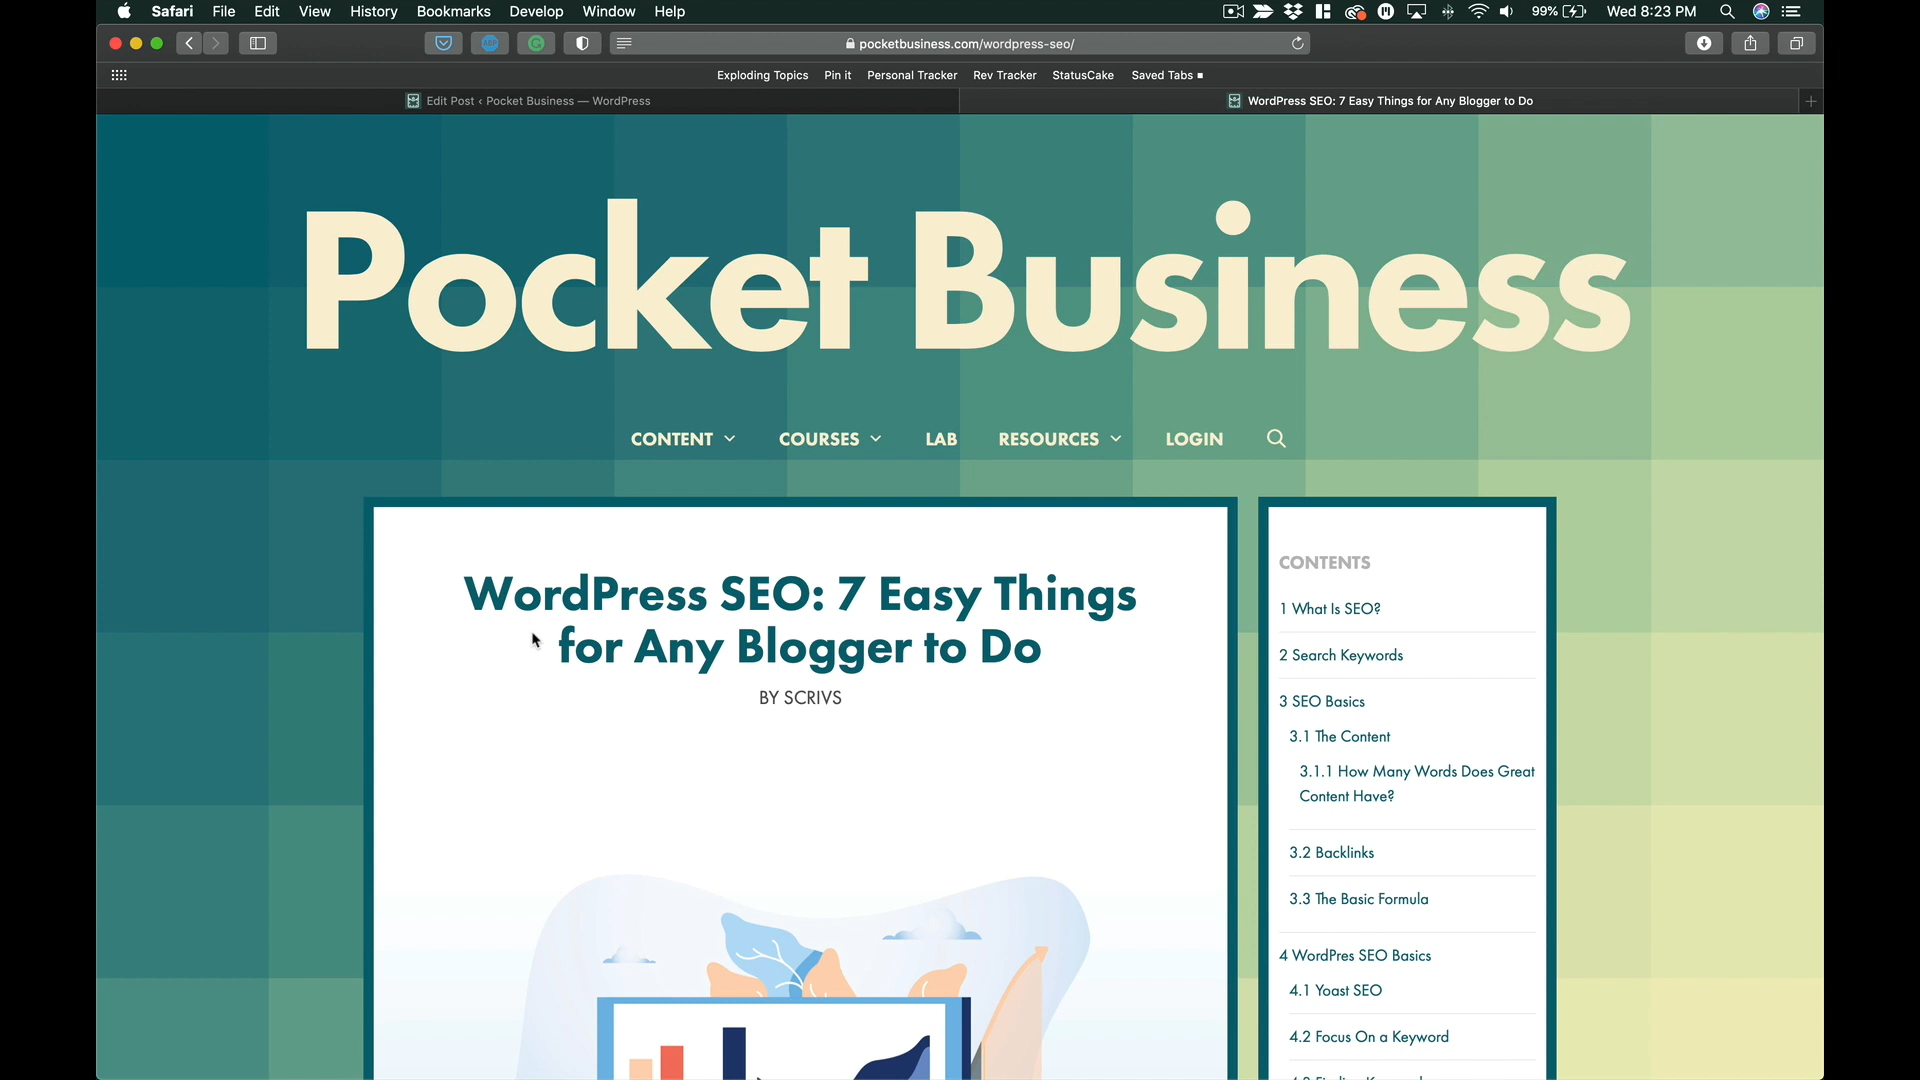 Safari File Edit View History Bookmarks Develop Window Help 99% Wed 8:23 PM
pocketbusiness.com/wordpress-seo/
Exploding Topics Pin it Personal Tracker Rev Tracker StatusCake Saved Tabs
Edit Post ‹ Pocket Business — WordPress
WordPress SEO: 7 Easy Things for Any Blogger to Do
Pocket Business
CONTENT COURSES LAB RESOURCES LOGIN
WordPress SEO: 7 Easy Things
for Any Blogger to Do
BY SCRIVS
CONTENTS
1 What Is SEO?
2 Search Keywords
3 SEO Basics
3.1 The Content
3.1.1 How Many Words Does Great
Content Have?
3.2 Backlinks
3.3 The Basic Formula
4 WordPres SEO Basics
4.1 Yoast SEO
4.2 Focus On a Keyword